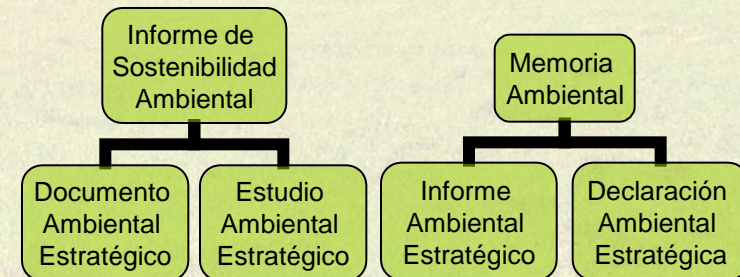 Informe de
Sostenibilidad
Ambiental
Memoria
Ambiental
Documento
Ambiental
Estratégico
Estudio
Ambiental
Estratégico
Informe
Ambiental
Estratégico
Declaración
Ambiental
Estratégica